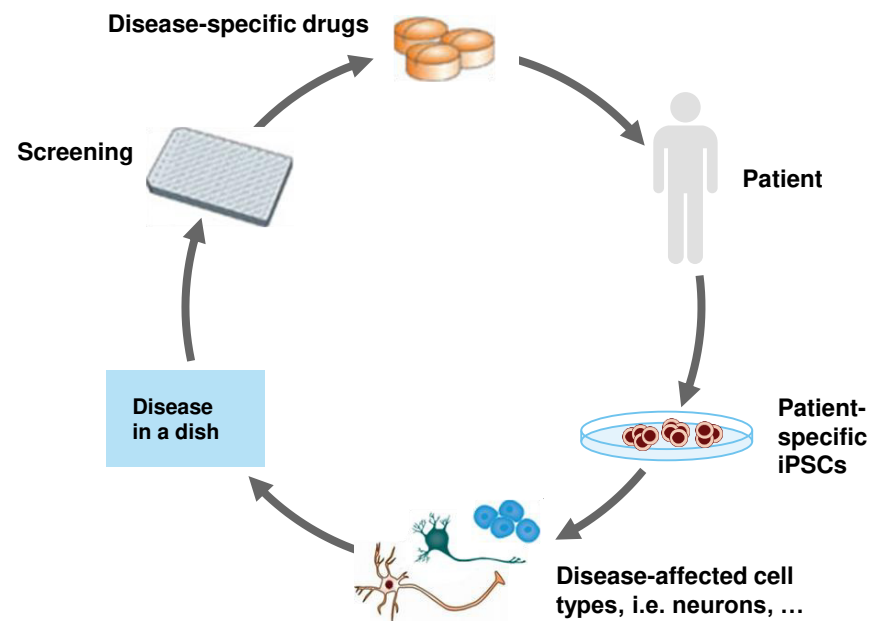 Disease-specific drugs
Screening
Patient
Disease
in a dish
Patient-
specific
iPSCs
Disease-affected cell
types, i.e. neurons, …